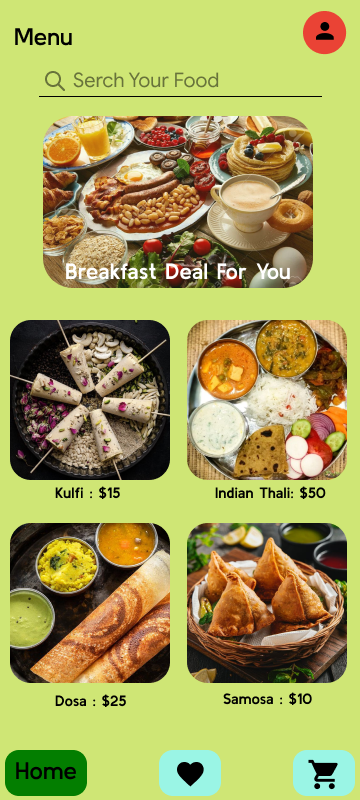 Menu
Serch Your Food
Breakfast Deal For You
Kulfi : $15
Indian Thali: $50
Dosa : $25
Samosa : $10
Home